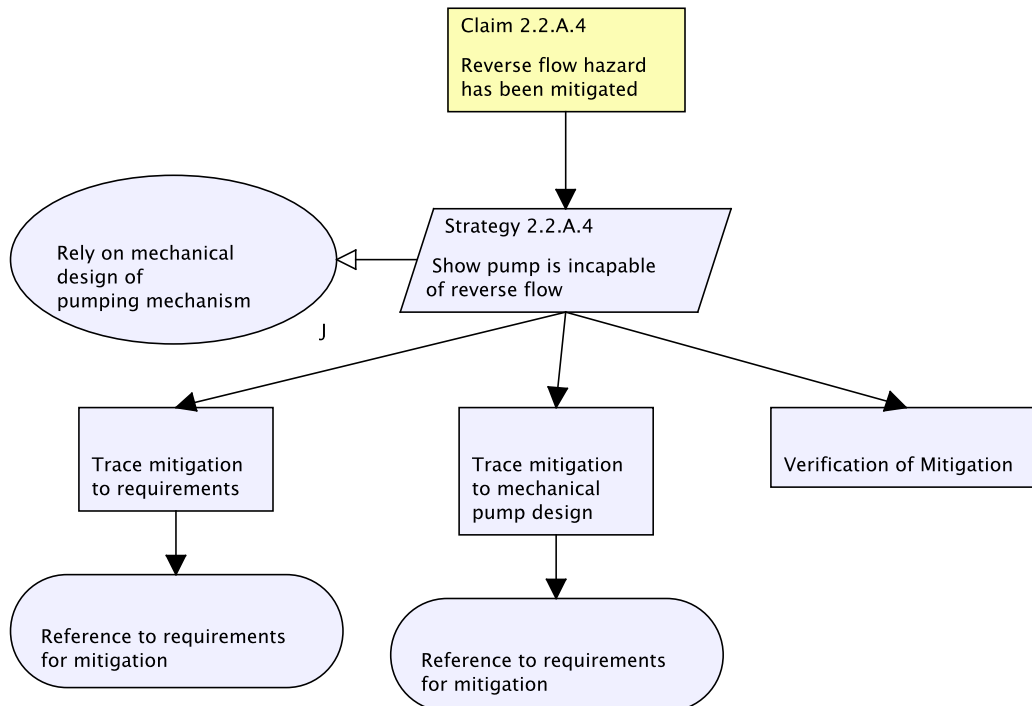 Claim 2.2.A.4
Reverse flow hazard
has been mitigated
Strategy 2.2.A.4
Show pump is incapable
of reverse flow
Rely on mechanical
design of
pumping mechanism
J
Trace mitigation
to requirements
Trace mitigation
to mechanical
pump design
Verification of Mitigation
Reference to requirements
for mitigation
Reference to requirements
for mitigation